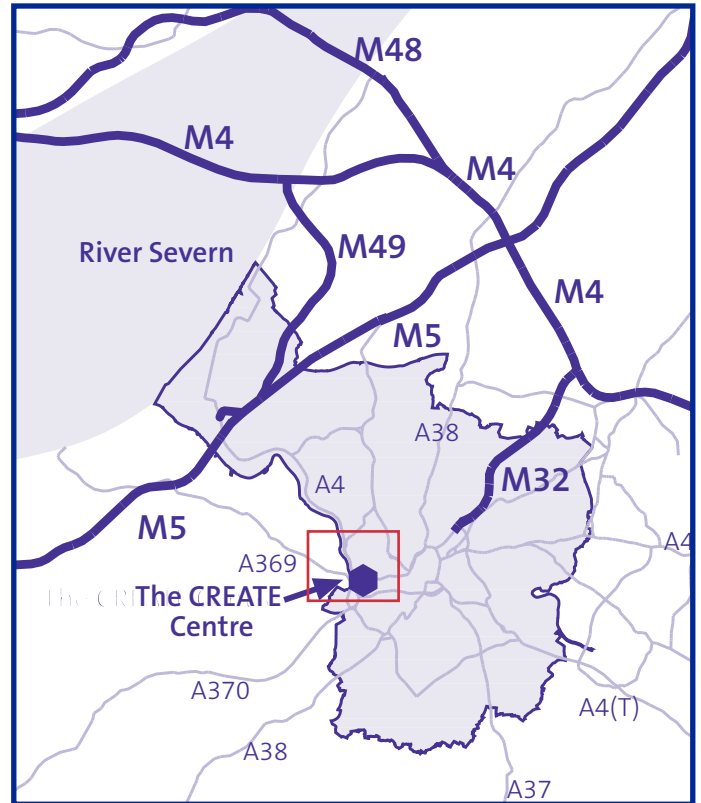 M48
M4
M4
River Severn
M49
M4
M5
A38
A4
M32
M5
A4
A369
The CREATE
Centre
A370
A4(T)
A38
A37